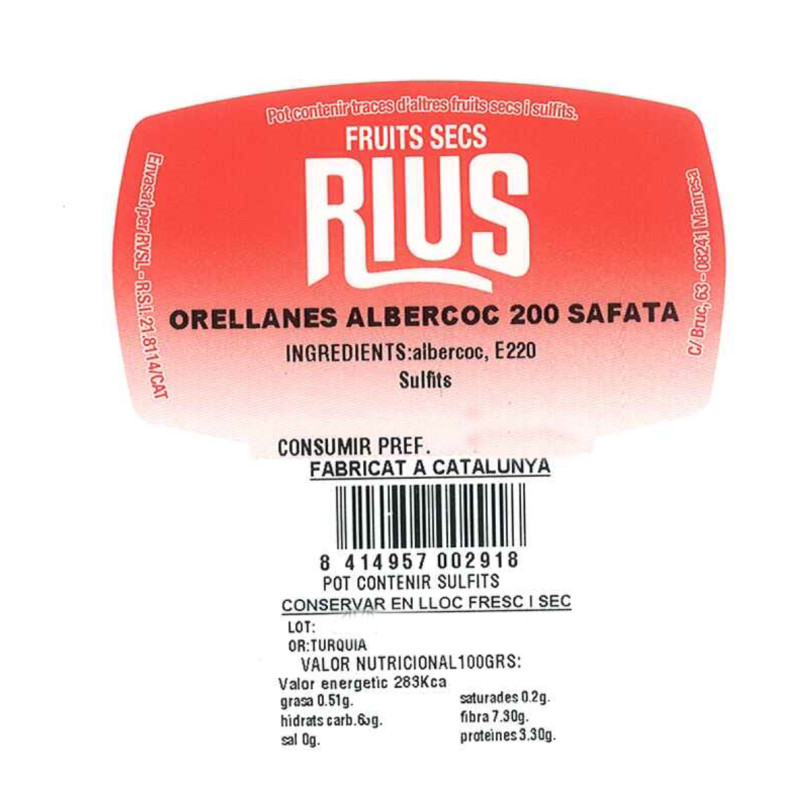 Pot contenir traces d'altres fruits secs i sulfits.
FRUITS SECS
RIUS
Envasat per RVSL - R.S.I. 21.8114/CAT
C/ Bruc, 63 - 08241 Manresa
ORELLANES ALBERCOC 200 SAFATA
INGREDIENTS:albercoc, E220
Sulfits
CONSUMIR PREF.
FABRICAT A CATALUNYA
8 414957 002918
POT CONTENIR SULFITS
CONSERVAR EN LLOC FRESC I SEC
LOT:
OR:TURQUIA
VALOR NUTRICIONAL100GRS:
Valor energetic 283Kca
grasa 0.51g. saturades 0.2g.
hidrats carb. fibra 7.30g.
sal 0g. proteines 3.30g.